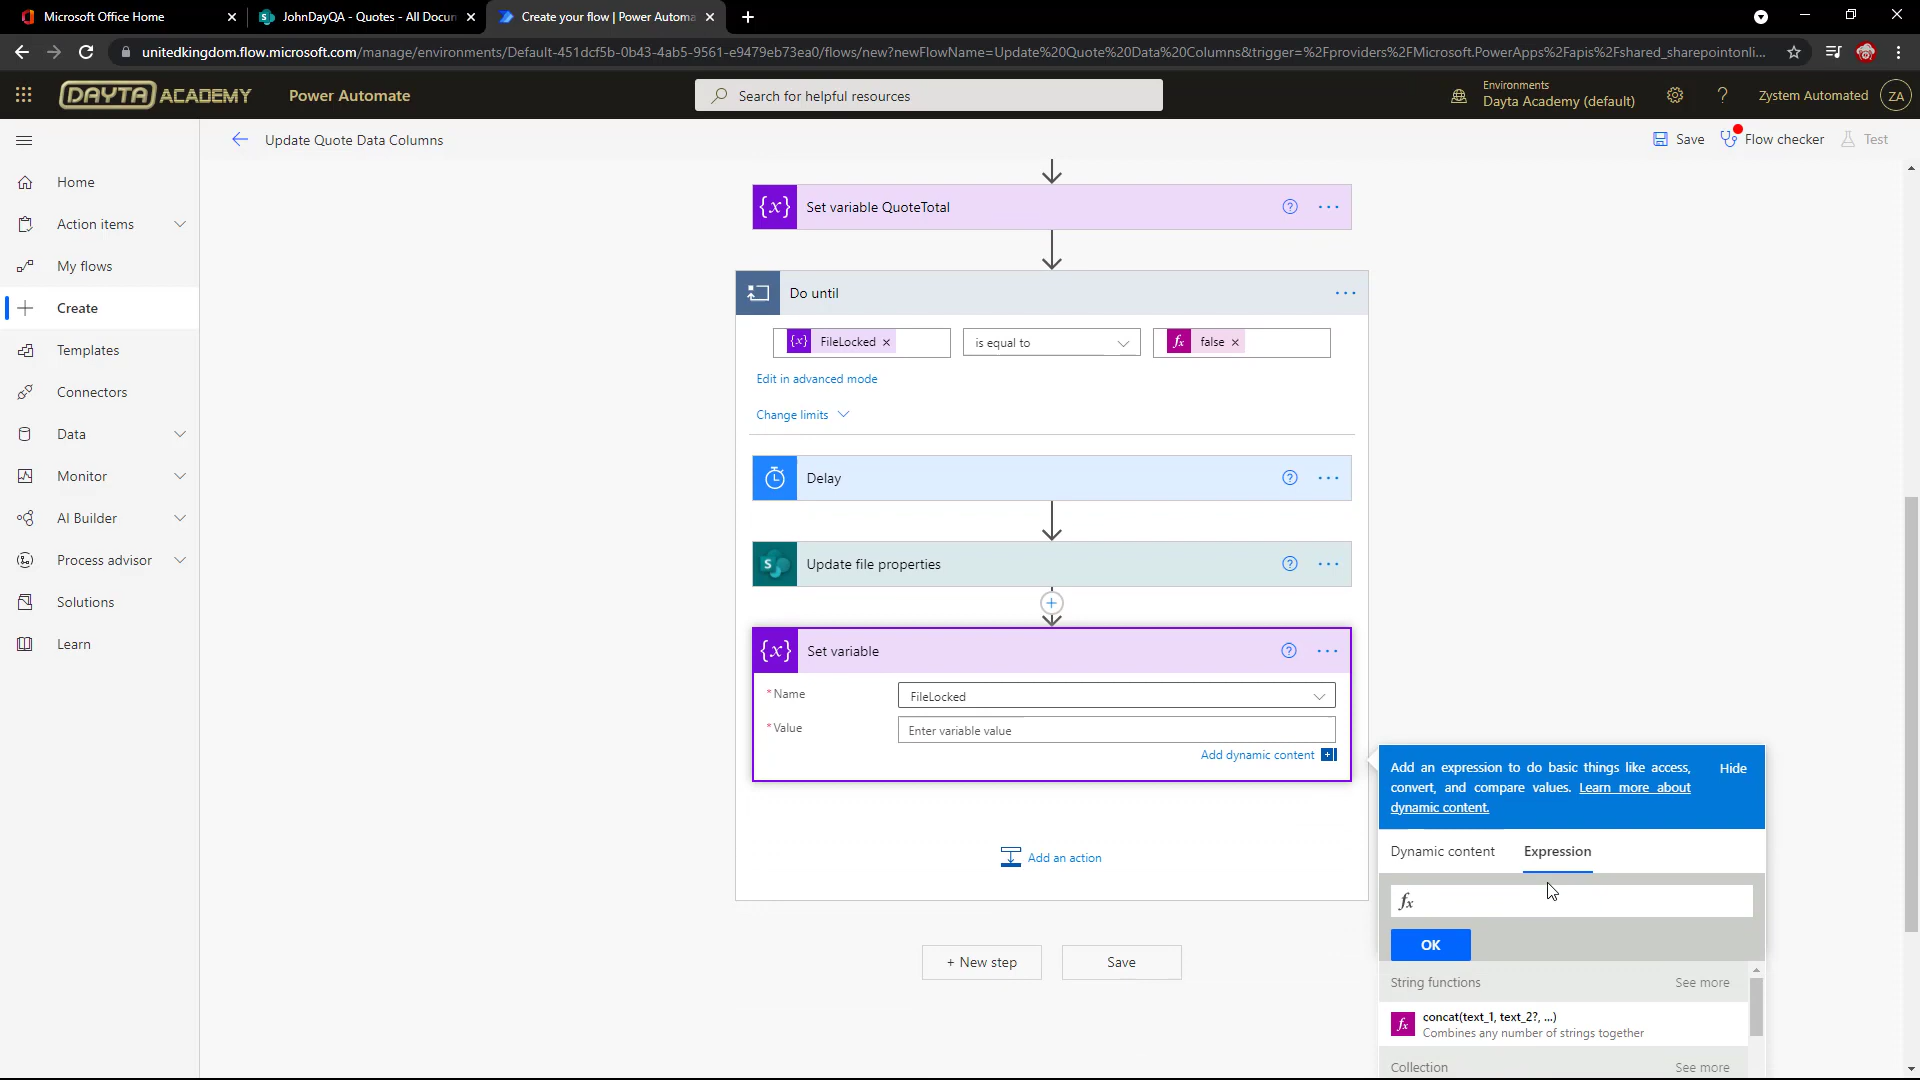 Microsoft Office Home
JohnDayQA - Quotes - All Docun
Create your flow | Power Automa
unitedkingdom.flow.microsoft.com/manage/environments/Default-451dcf5b-0b43-4ab5-9561-e9479eb73ea0/flows/new?newFlowName=Update%20Quote%20Data%20Columns&trigger=%2Fproviders%2FMicrosoft.PowerApps%2Fapis%2Fshared_sharepointonli...
DAYTA ACADEMY
Power Automate
Search for helpful resources
Environments
Dayta Academy (default)
?
Zystem Automated
ZA
Update Quote Data Columns
Save
Flow checker
Test
Home
Action items
My flows
Create
Templates
Connectors
Data
Monitor
AI Builder
Process advisor
Solutions
Learn
{x} Set variable QuoteTotal ? ...
Do until ...
{x} FileLocked ×
is equal to
fx false ×
Edit in advanced mode
Change limits
Delay ? ...
S Update file properties ? ...
{x} Set variable ? ...
* Name
FileLocked
* Value
Enter variable value
Add dynamic content
Add an action
+ New step
Save
Add an expression to do basic things like access,
convert, and compare values. Learn more about
dynamic content.
Hide
Dynamic content
Expression
fx
OK
String functions
See more
fx
concat(text_1, text_2?, ...)
Combines any number of strings together
Collection
See more